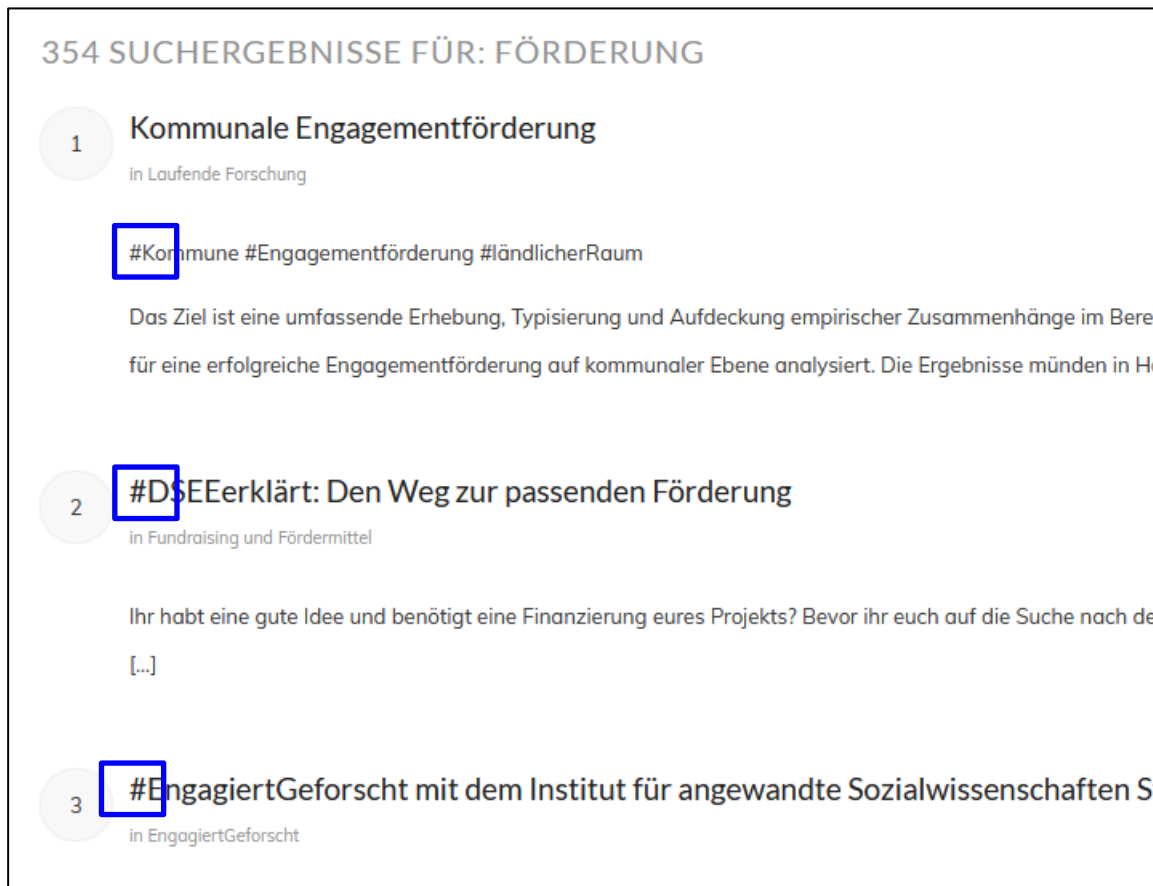 354 SUCHERGEBNISSE FÜR: FÖRDERUNG
1
Kommunale Engagementförderung
in Laufende Forschung
#Kommune #Engagementförderung #ländlicherRaum
Das Ziel ist eine umfassende Erhebung, Typisierung und Aufdeckung empirischer Zusammenhänge im Bere
für eine erfolgreiche Engagementförderung auf kommunaler Ebene analysiert. Die Ergebnisse münden in H
2
#DSEEerklärt: Den Weg zur passenden Förderung
in Fundraising und Fördermittel
Ihr habt eine gute Idee und benötigt eine Finanzierung eures Projekts? Bevor ihr euch auf die Suche nach de
[...]
3
#EngagiertGeforscht mit dem Institut für angewandte Sozialwissenschaften S
in EngagiertGeforscht